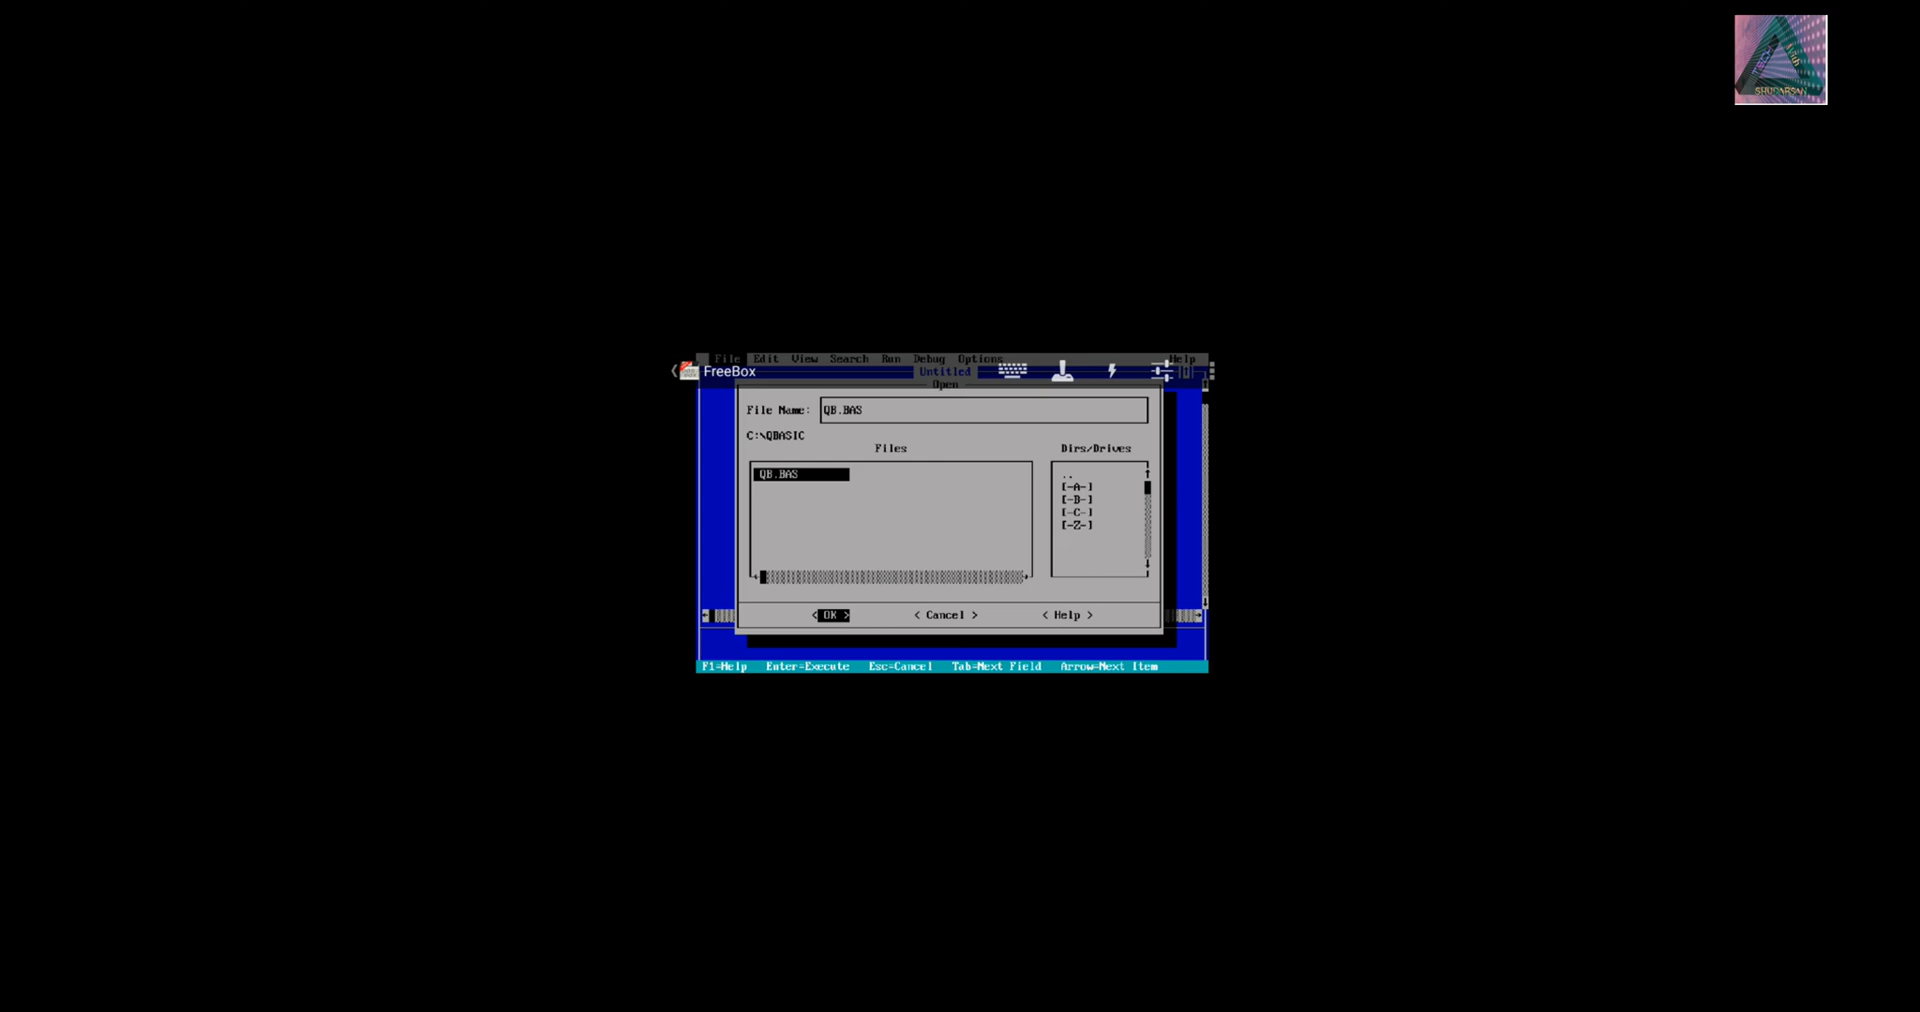 File Edit View Search Run Debug Options Help
FreeBox
Untitled
Open
File Name: QB.BAS
C:\QBASIC
Files Dirs/Drives
QB.BAS
..
[-A-]
[-B-]
[-C-]
[-Z-]
< OK > < Cancel > < Help >
F1=Help Enter=Execute Esc=Cancel Tab=Next Field Arrow=Next Item
SHUDARSAN